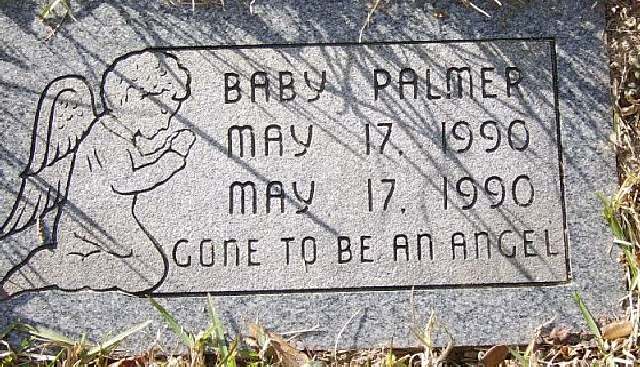 BABY PALMER
MAY 17, 1990
MAY 17, 1990
GONE TO BE AN ANGEL